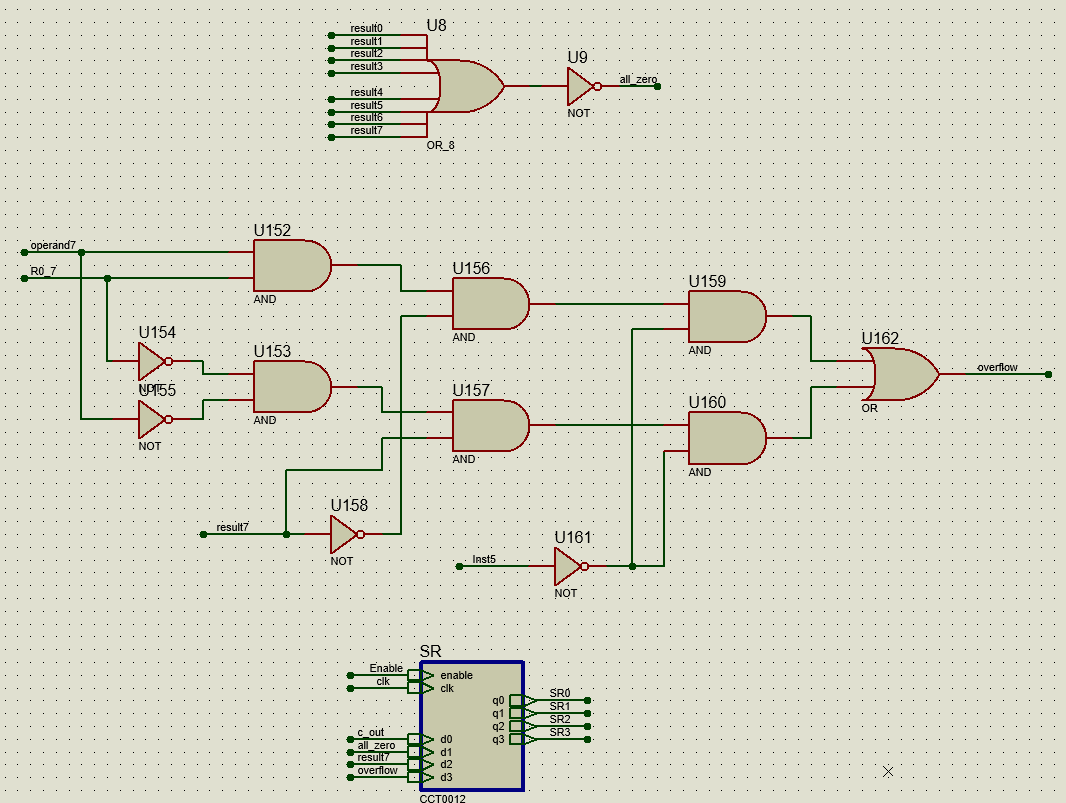 U8
result0
result1
result2
result3
result4
result5
result6
result7
OR_8
U9
NOT
all_zero
operand7
R0_7
U152
AND
U154
NOT
U155
NOT
U153
AND
U156
AND
U157
AND
U159
AND
U160
AND
U162
OR
overflow
result7
U158
NOT
Inst5
U161
NOT
SR
Enable
enable
clk
clk
q0
SR0
q1
SR1
q2
SR2
q3
SR3
c_out
d0
all_zero
d1
result7
d2
overflow
d3
CCT0012